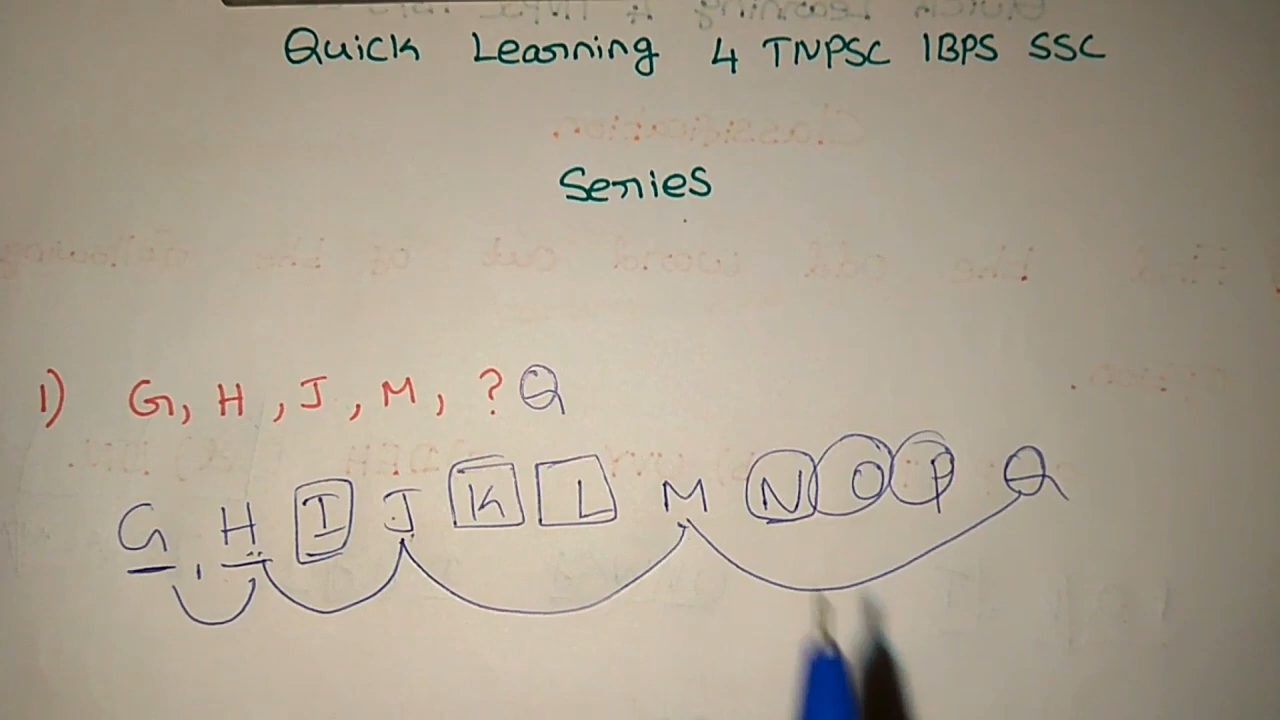 Quick Learning 4 TNPSC IBPS SSC
Series
1) G, H, J, M, ? Q
G, H I J K L M N O P Q